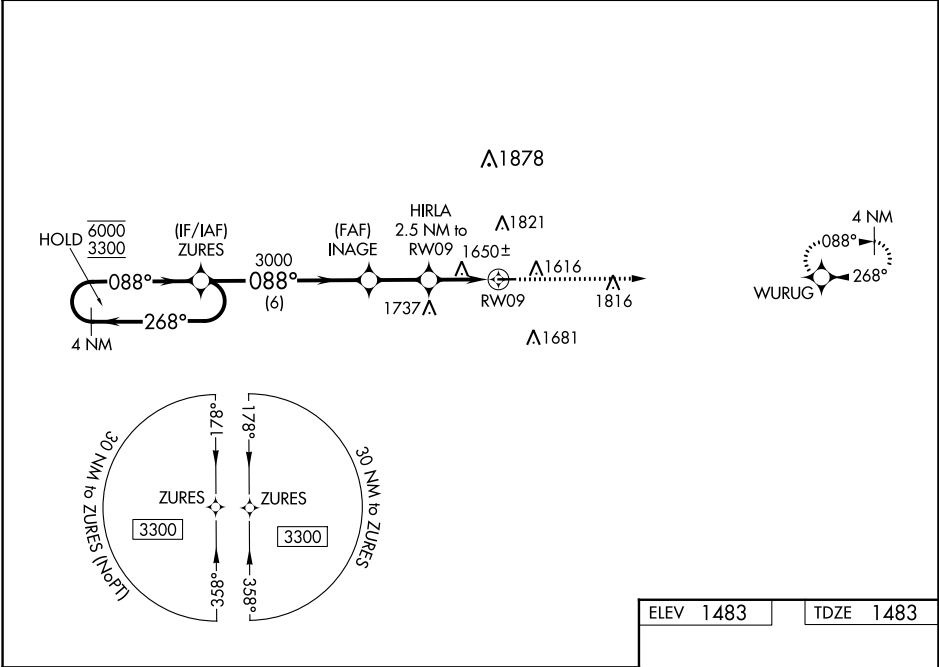 1878
HIRLA
2.5 NM to
RW09
1821
4 NM
HOLD
6000
3300
(IF/IAF)
ZURES
(FAF)
INAGE
1650±
088°
088°
3000
088°
(6)
1616
268°
WURUG
RW09
1816
1737
268°
4 NM
1681
178°
178°
30 NM to ZURES (NoPT)
30 NM to ZURES
ZURES
ZURES
3300
3300
358°
358°
ELEV 1483
TDZE 1483